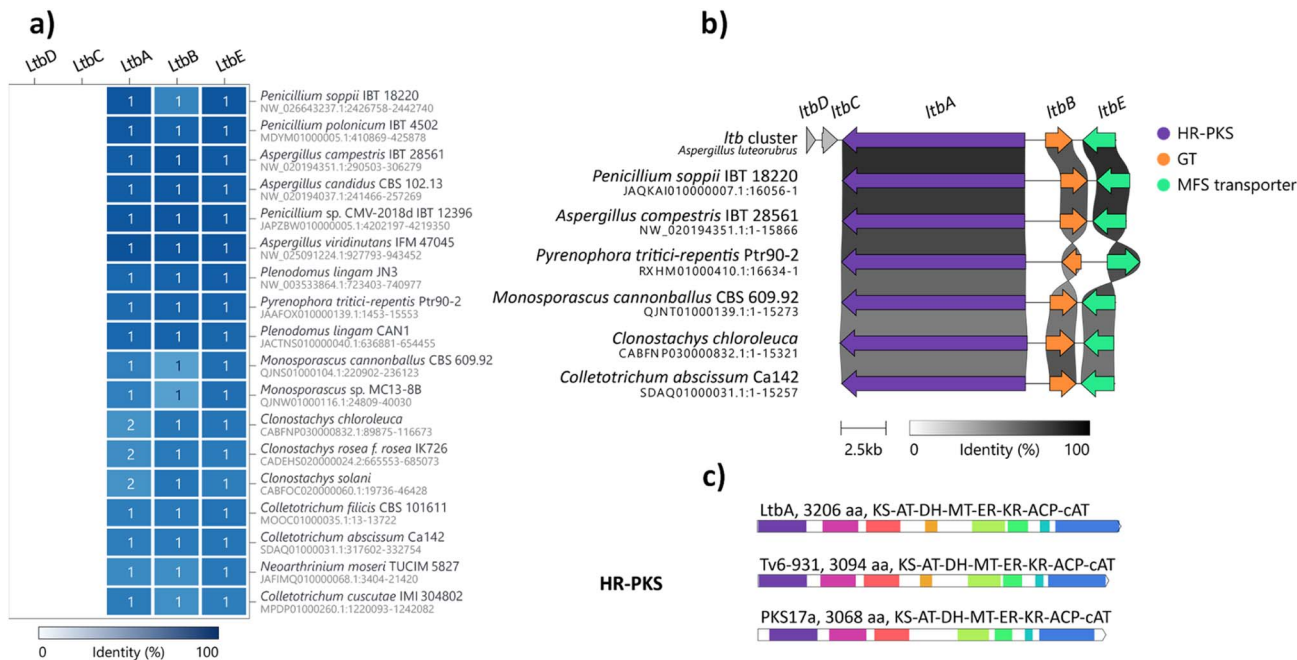 a)
LtbD LtbC LtbA LtbB LtbE
1 1 1 Penicillium soppii IBT 18220
NW_026643237.1:2426758-2442740
1 1 1 Penicillium polonicum IBT 4502
MDYM01000005.1:410869-425878
1 1 1 Aspergillus campestris IBT 28561
NW_020194351.1:290503-306279
1 1 1 Aspergillus candidus CBS 102.13
NW_020194037.1:241466-257269
1 1 1 Penicillium sp. CMV-2018d IBT 12396
JAPZBW010000005.1:4202197-4219350
1 1 1 Aspergillus viridinutans IFM 47045
NW_025091224.1:927793-943452
1 1 1 Plenodomus lingam JN3
NW_003533864.1:723403-740977
1 1 1 Pyrenophora tritici-repentis Ptr90-2
JAAFOX010000139.1:1453-15553
1 1 1 Plenodomus lingam CAN1
JACTNS010000040.1:636881-654455
1 1 1 Monosporascus cannonballus CBS 609.92
QJNS01000104.1:220902-236123
1 1 1 Monosporascus sp. MC13-8B
QJNW01000116.1:24809-40030
2 1 1 Clonostachys chloroleuca
CABFNP030000832.1:89875-116673
2 1 1 Clonostachys rosea f. rosea IK726
CADEHS020000024.2:665553-685073
2 1 1 Clonostachys solani
CABFOC020000060.1:19736-46428
1 1 1 Colletotrichum filicis CBS 101611
MOOC01000035.1:13-13722
1 1 1 Colletotrichum abscissum Ca142
SDAQ01000031.1:317602-332754
1 1 1 Neoarthrinium moseri TUCIM 5827
JAFIMQ010000068.1:3404-21420
1 1 1 Colletotrichum cuscutae IMI 304802
MPDP01000260.1:1220093-1242082
0 Identity (%) 100
b)
ltbD ltbC ltbA ltbB ltbE
ltb cluster
Aspergillus luteorubrus
Penicillium soppii IBT 18220
JAQKAI010000007.1:16056-1
Aspergillus compestris IBT 28561
NW_020194351.1:1-15866
Pyrenophora tritici-repentis Ptr90-2
RXHM01000410.1:16634-1
Monosporascus cannonballus CBS 609.92
QJNT01000139.1:1-15273
Clonostachys chloroleuca
CABFNP030000832.1:1-15321
Colletotrichum abscissum Ca142
SDAQ01000031.1:1-15257
2.5kb
0 Identity (%) 100
HR-PKS
GT
MFS transporter
c)
HR-PKS
LtbA, 3206 aa, KS-AT-DH-MT-ER-KR-ACP-cAT
Tv6-931, 3094 aa, KS-AT-DH-MT-ER-KR-ACP-cAT
PKS17a, 3068 aa, KS-AT-DH-MT-ER-KR-ACP-cAT